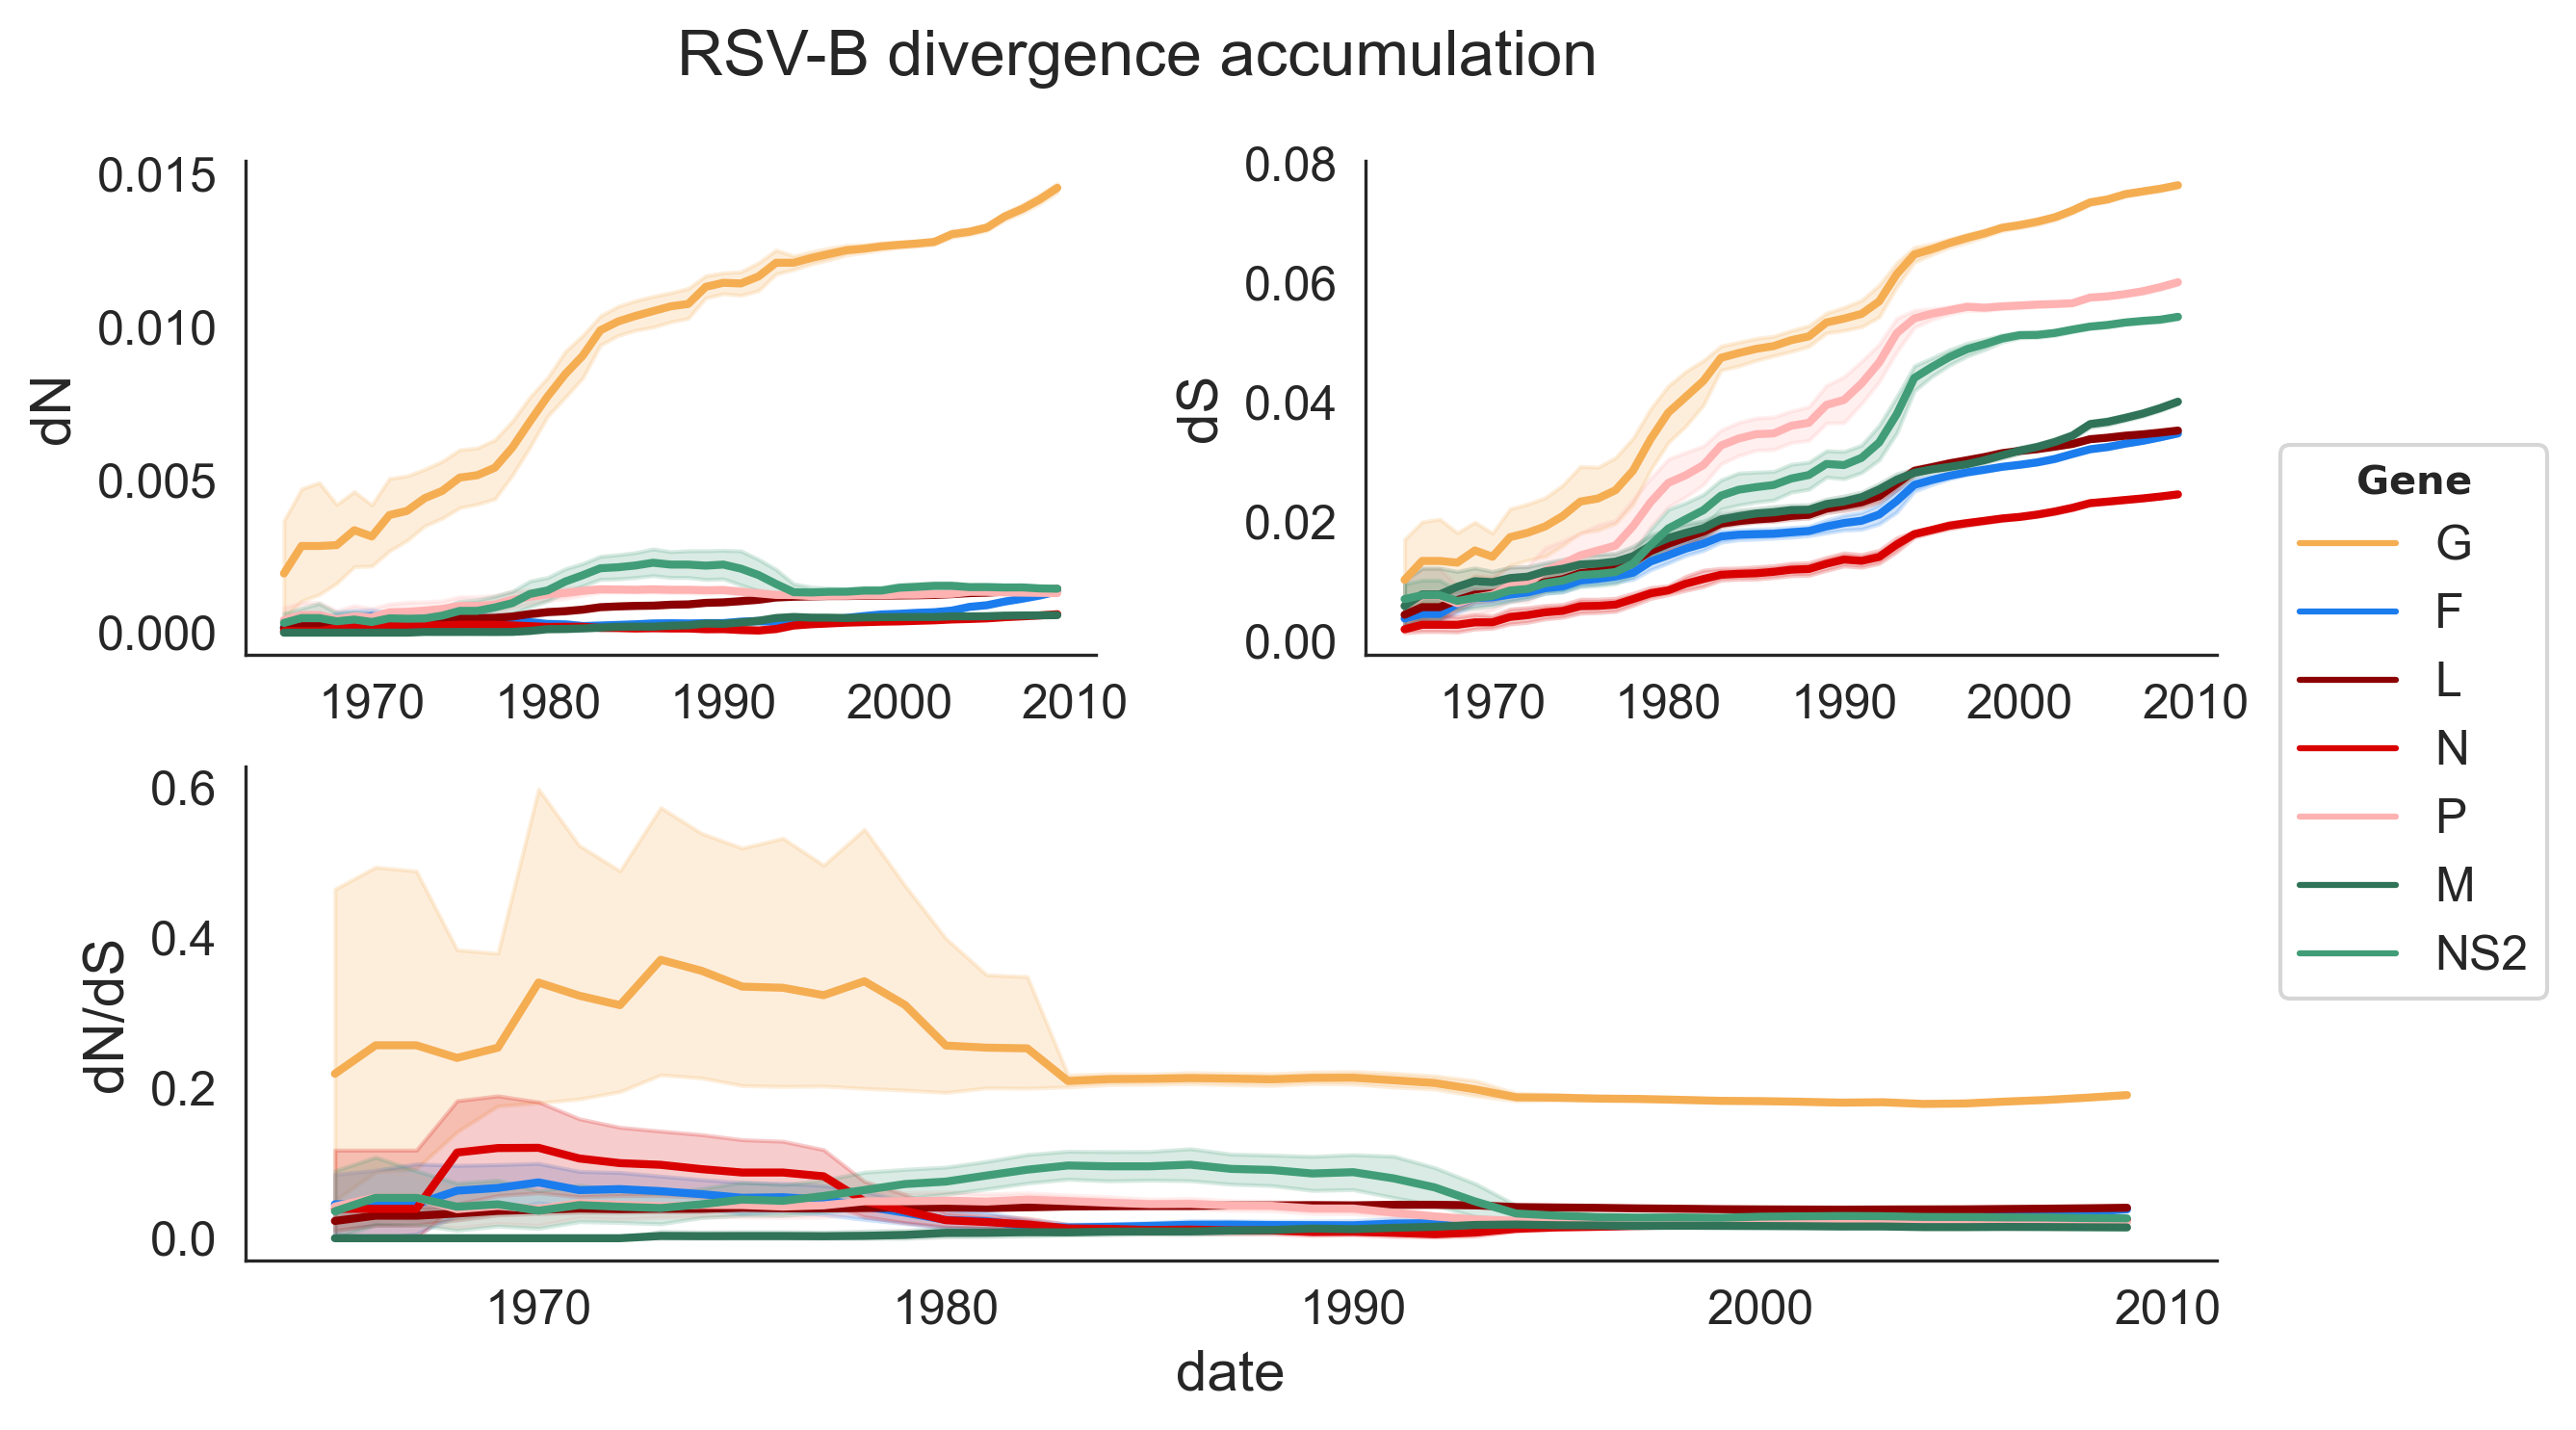 RSV-B divergence accumulation
dN
0.015
0.010
0.005
0.000
1970 1980 1990 2000 2010
dS
0.08
0.06
0.04
0.02
0.00
1970 1980 1990 2000 2010
dN/dS
0.6
0.4
0.2
0.0
1970 1980 1990 2000 2010
date
Gene
G
F
L
N
P
M
NS2